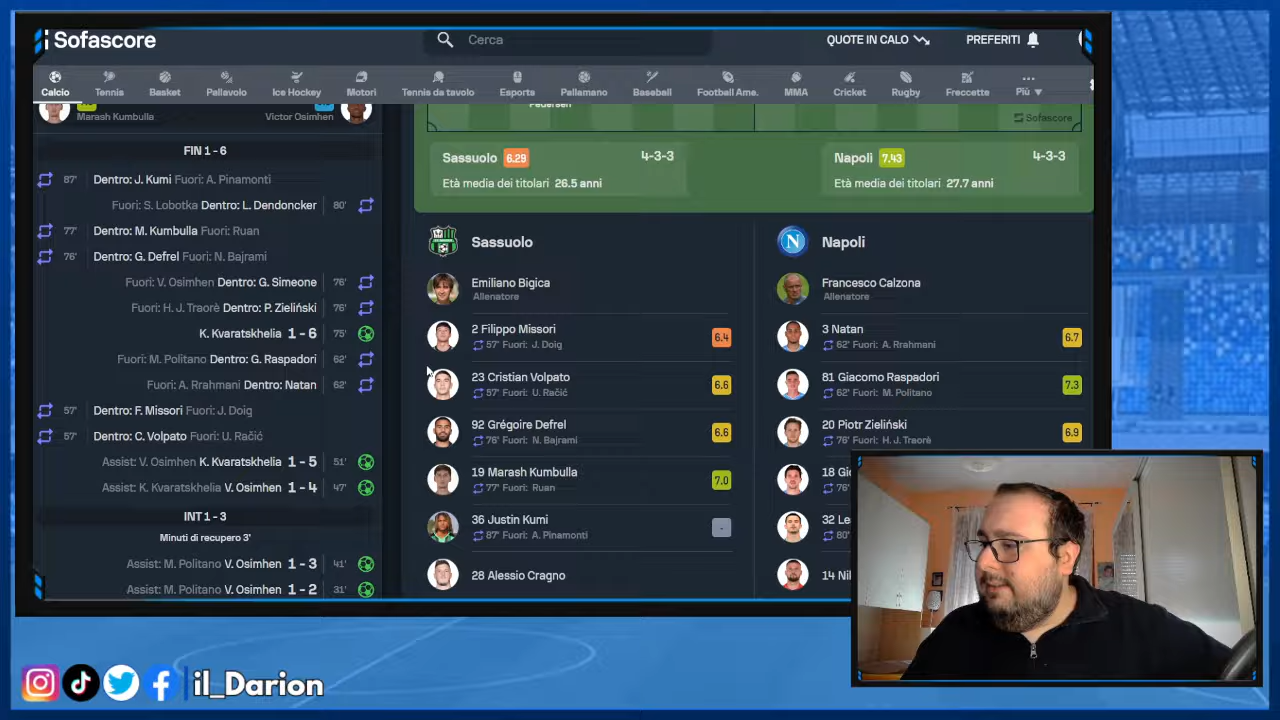 Sofascore
Cerca
QUOTE IN CALO
PREFERITI
Calcio
Tennis
Basket
Pallavolo
Ice Hockey
Motori
Tennis da tavolo
Esports
Pallamano
Baseball
Football Ame.
MMA
Cricket
Rugby
Freccette
Più
Marash Kumbulla
Victor Osimhen
FIN 1 - 6
87' Dentro: J. Kumi Fuori: A. Pinamonti
Fuori: S. Lobotka Dentro: L. Dendoncker 80'
77' Dentro: M. Kumbulla Fuori: Ruan
76' Dentro: G. Defrel Fuori: N. Bajrami
Fuori: V. Osimhen Dentro: G. Simeone 76'
Fuori: H. J. Traorè Dentro: P. Zieliński 76'
K. Kvaratskhelia 1 - 6 75'
Fuori: M. Politano Dentro: G. Raspadori 62'
Fuori: A. Rrahmani Dentro: Natan 62'
57' Dentro: F. Missori Fuori: J. Doig
57' Dentro: C. Volpato Fuori: U. Račić
Assist: V. Osimhen K. Kvaratskhelia 1 - 5 51'
Assist: K. Kvaratskhelia V. Osimhen 1 - 4 47'
INT 1 - 3
Minuti di recupero 3'
Assist: M. Politano V. Osimhen 1 - 3 41'
Assist: M. Politano V. Osimhen 1 - 2 31'
Pedersen
Sofascore
Sassuolo 6.29 4-3-3
Età media dei titolari 26.5 anni
Napoli 7.43 4-3-3
Età media dei titolari 27.7 anni
Sassuolo
Emiliano Bigica
Allenatore
2 Filippo Missori
57' Fuori: J. Doig
6.4
23 Cristian Volpato
57' Fuori: U. Račić
6.6
92 Grégoire Defrel
76' Fuori: N. Bajrami
6.6
19 Marash Kumbulla
77' Fuori: Ruan
7.0
36 Justin Kumi
87' Fuori: A. Pinamonti
-
28 Alessio Cragno
N Napoli
Francesco Calzona
Allenatore
3 Natan
62' Fuori: A. Rrahmani
6.7
81 Giacomo Raspadori
62' Fuori: M. Politano
7.3
20 Piotr Zieliński
76' Fuori: H. J. Traorè
6.9
18 Gio
76'
32 Le
80'
14 Nil
il_Darion